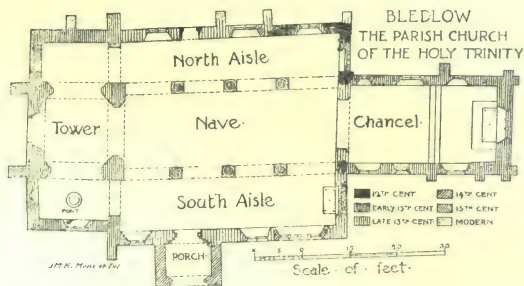 BLEDLOW
THE PARISH CHURCH
OF THE HOLY TRINITY
North Aisle
Tower
Nave
Chancel
South Aisle
FONT
PORCH
12TH CENT
EARLY 13TH CENT
LATE 13TH CENT
14TH CENT
15TH CENT
MODERN
Scale of feet